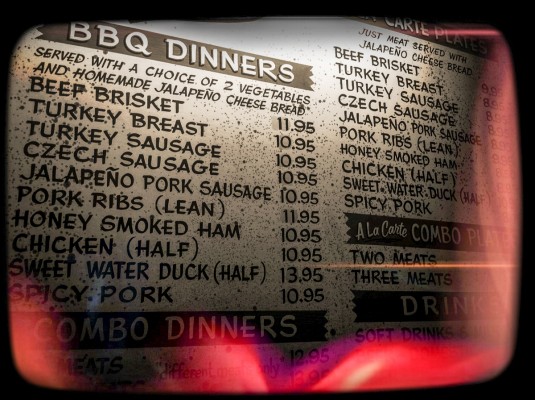 BBQ DINNERS
SERVED WITH A CHOICE OF 2 VEGETABLES
AND HOMEMADE JALAPEÑO CHEESE BREAD
BEEF BRISKET 11.95
TURKEY BREAST 10.95
TURKEY SAUSAGE 10.95
CZECH SAUSAGE 10.95
JALAPEÑO PORK SAUSAGE 10.95
PORK RIBS (LEAN) 11.95
HONEY SMOKED HAM 10.95
CHICKEN (HALF) 10.95
SWEET WATER DUCK (HALF) 13.95
SPICY PORK 10.95
COMBO DINNERS
MEATS different meat only 12.95
CARTE PLATES
JUST MEAT SERVED WITH
JALAPEÑO CHEESE BREAD
BEEF BRISKET
TURKEY BREAST
TURKEY SAUSAGE
CZECH SAUSAGE
JALAPEÑO PORK SAUSAGE
PORK RIBS (LEAN)
HONEY SMOKED HAM
CHICKEN (HALF)
SWEET WATER DUCK (HALF)
SPICY PORK
A La Carte COMBO
TWO MEATS
THREE MEATS
DRINKS
SOFT DRINKS